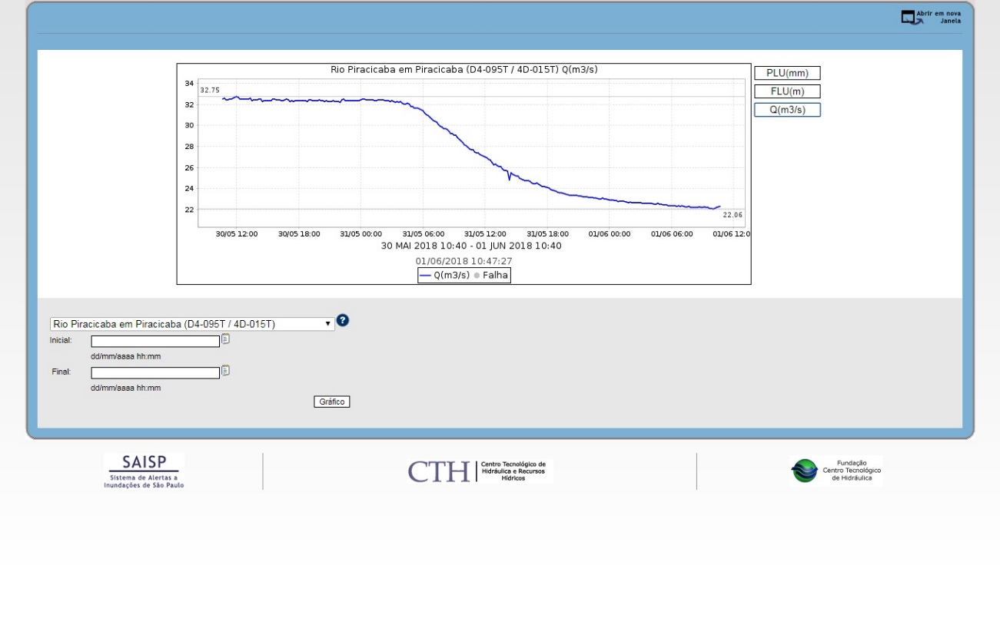 Abrir em nova
Janela
Rio Piracicaba em Piracicaba (D4-095T / 4D-015T) Q(m3/s)
PLU(mm)
FLU(m)
Q(m3/s)
34
32.75
32
30
28
26
24
22
22.06
30/05 12:00 30/05 18:00 31/05 00:00 31/05 06:00 31/05 12:00 31/05 18:00 01/06 00:00 01/06 06:00 01/06 12:0
30 MAI 2018 10:40 - 01 JUN 2018 10:40
01/06/2018 10:47:27
Q(m3/s) Falha
Rio Piracicaba em Piracicaba (D4-095T / 4D-015T)
?
Inicial:
dd/mm/aaaa hh:mm
Final:
dd/mm/aaaa hh:mm
Gráfico
SAISP
Sistema de Alertas a
Inundações de São Paulo
CTH
Centro Tecnológico de
Hidráulica e Recursos
Hídricos
Fundação
Centro Tecnológico
de Hidráulica